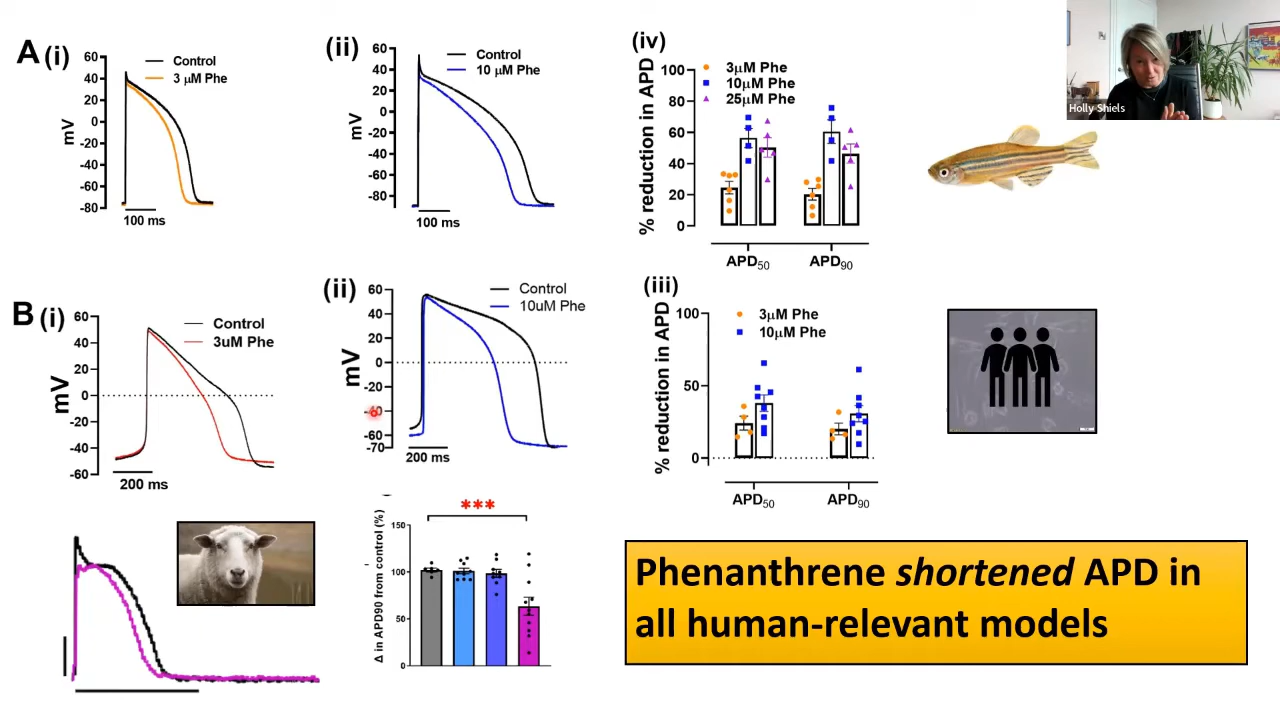 A (i)
Control
3 μM Phe
mV
60
40
20
0
-20
-40
-60
-80
100 ms
(ii)
Control
10 μM Phe
mV
60
40
20
0
-20
-40
-60
-80
100 ms
(iv)
3μM Phe
10μM Phe
25μM Phe
% reduction in APD
100
80
60
40
20
0
APD50
APD90
Holly Shiels
B (i)
Control
3uM Phe
mV
60
40
20
0
-20
-40
-60
200 ms
(ii)
Control
10uM Phe
mV
60
40
20
0
-20
-40
-60
-70
200 ms
(iii)
3μM Phe
10μM Phe
% reduction in APD
100
50
0
APD50
APD90
***
Δ in APD90 from control (%)
150
100
50
0
Phenanthrene shortened APD in
all human-relevant models